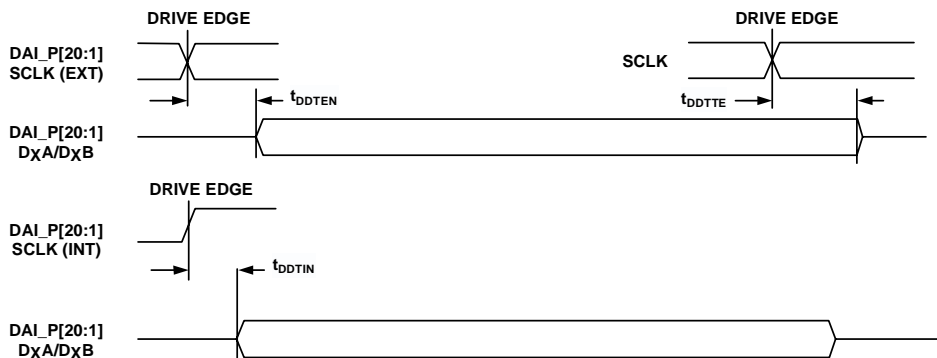 DRIVE EDGE
DRIVE EDGE
DAI_P[20:1]
SCLK (EXT)
SCLK
tDDTEN
tDDTTE
DAI_P[20:1]
DXA/DXB
DRIVE EDGE
DAI_P[20:1]
SCLK (INT)
tDDTIN
DAI_P[20:1]
DXA/DXB